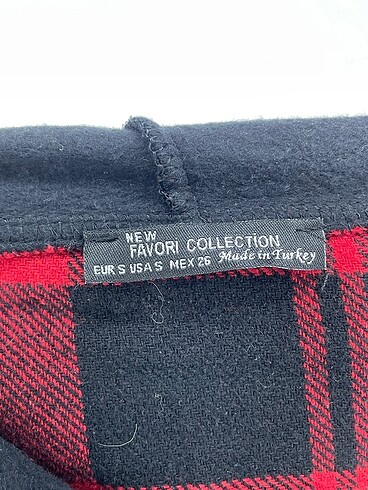 NEW
FAVORI COLLECTION
EUR S USA S MEX 26 Made in Turkey